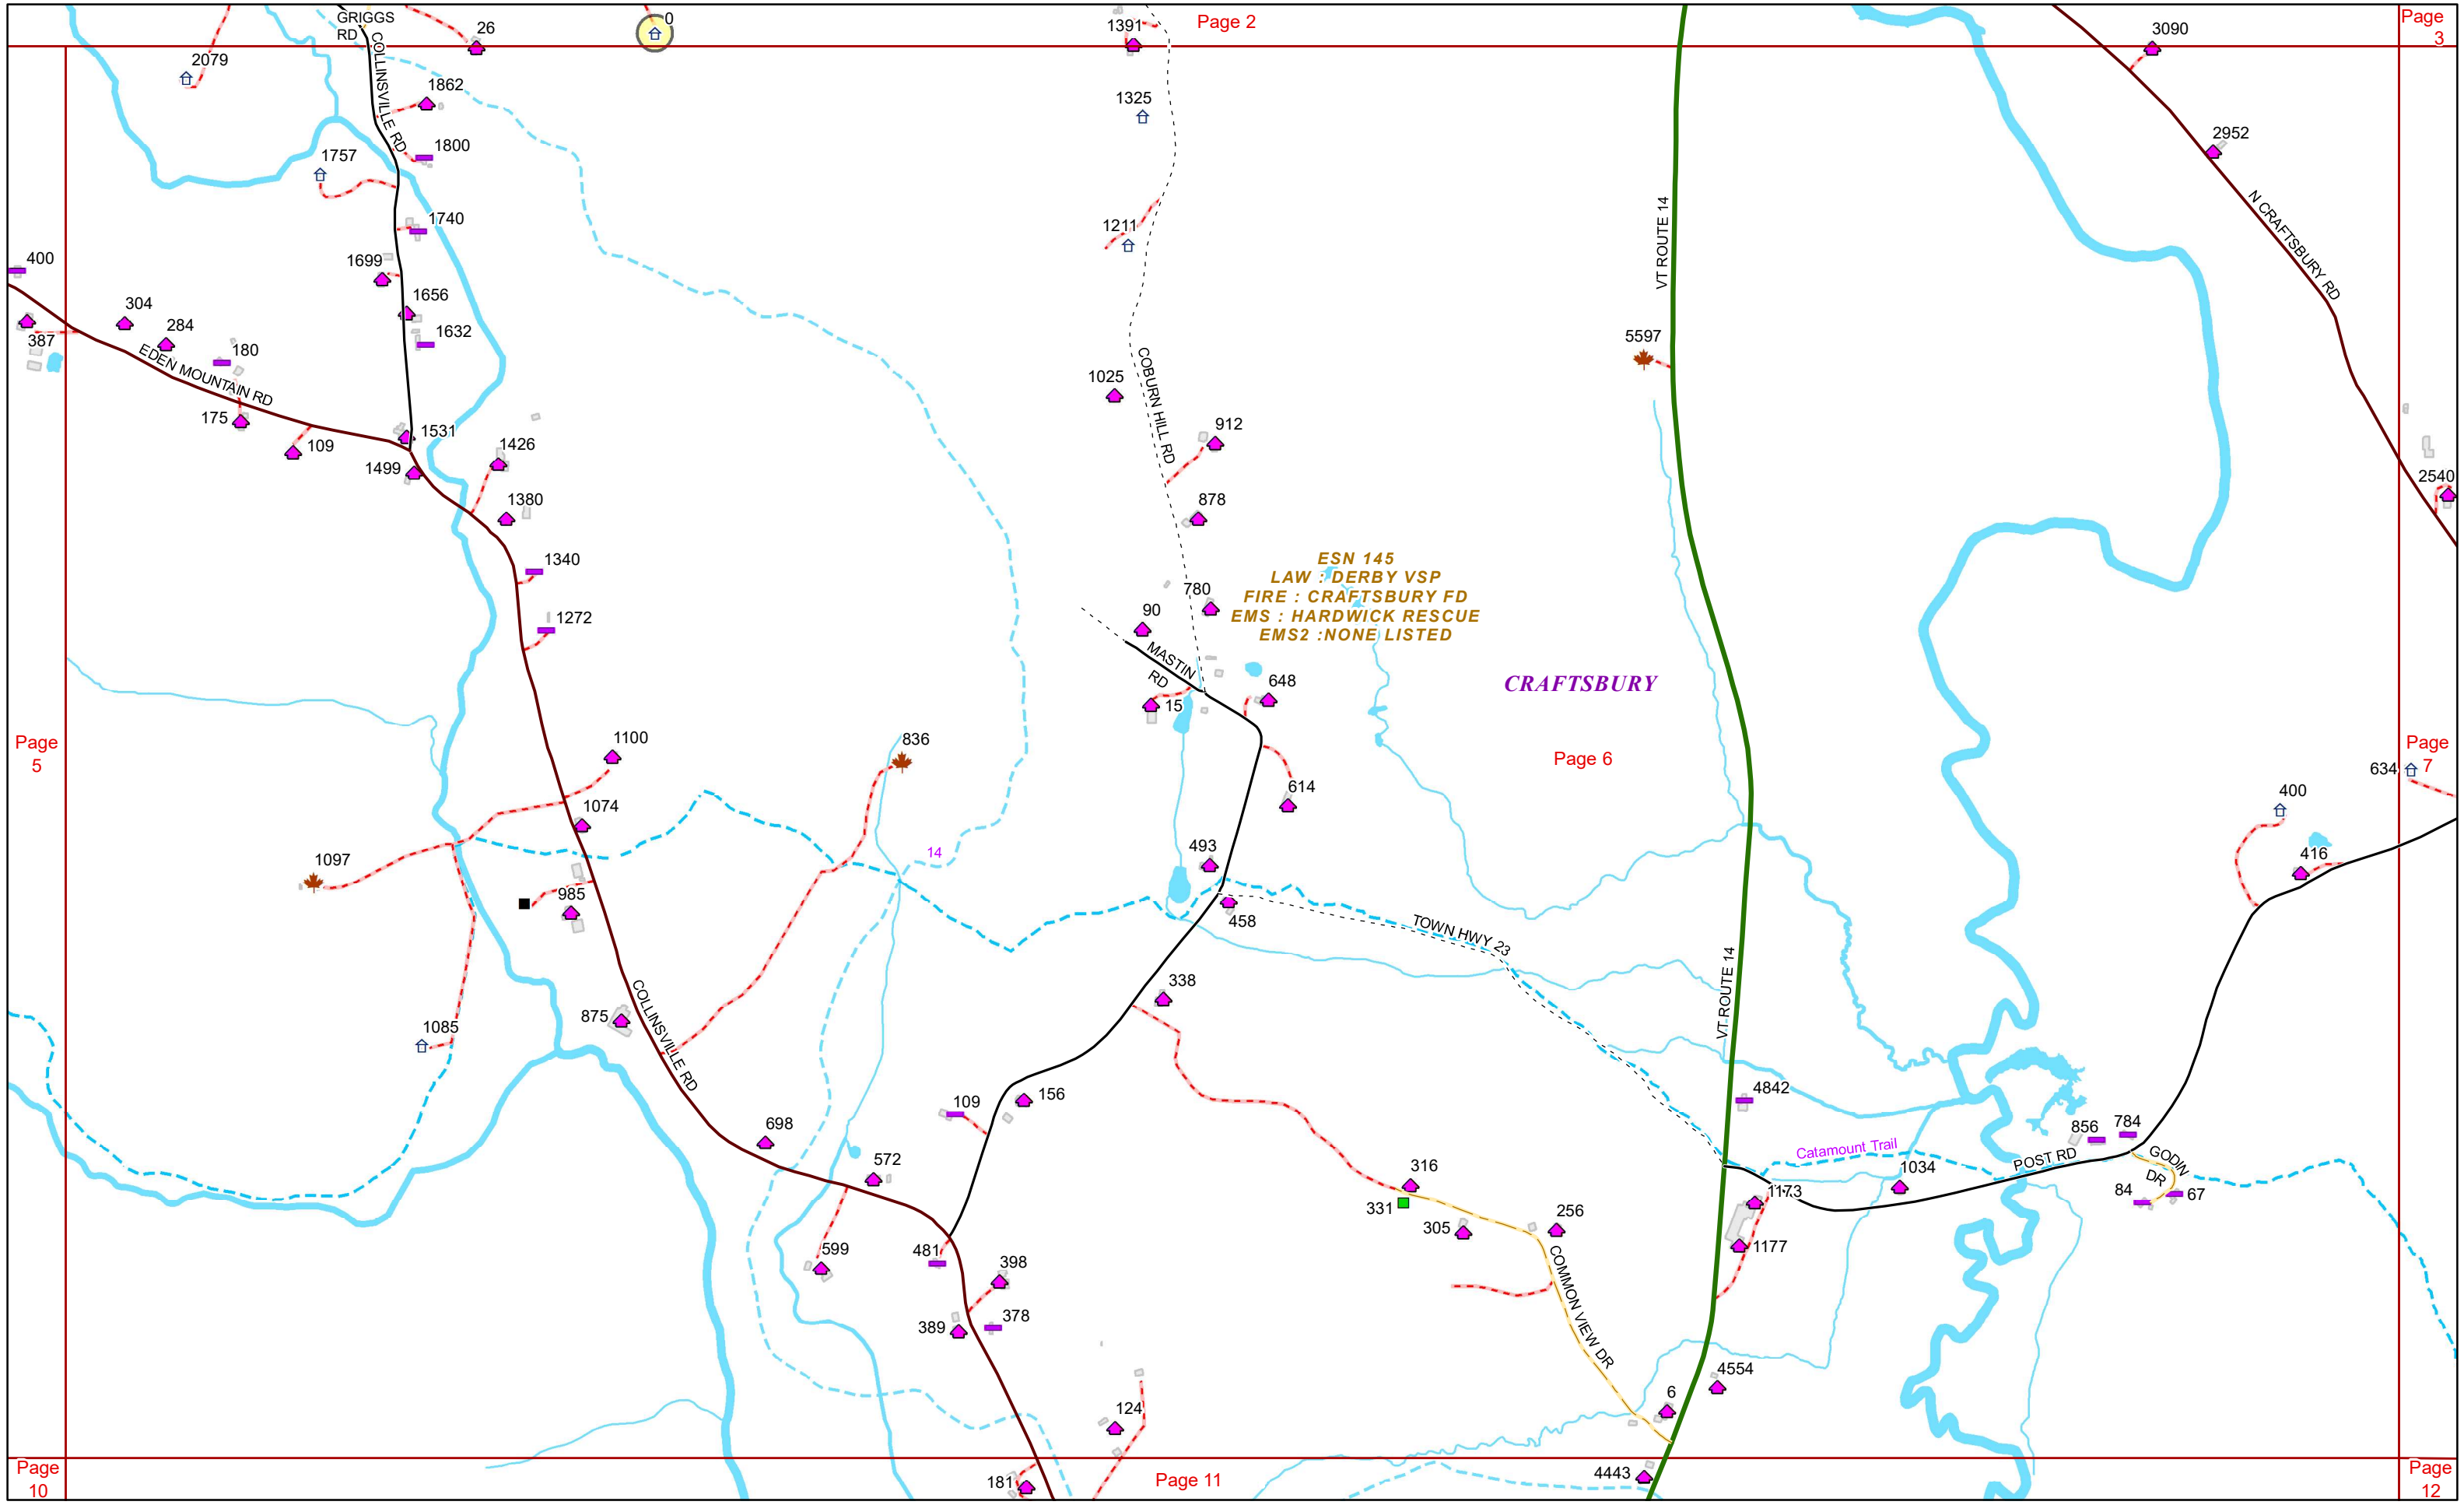 GRIGGS
RD
26
0
1391
Page 2
Page
3
3090
2079
COLLINSVILLE RD
1862
1325
2952
1800
1757
N CRAFTSBURY RD
VT ROUTE 14
1740
1211
1699
400
304
1656
284
1632
387
180
5597
EDEN MOUNTAIN RD
COBURN HILL RD
1025
175
109
1531
912
1426
1499
2540
1380
878
1340
ESN 145
LAW : DERBY VSP
FIRE : CRAFTSBURY FD
EMS : HARDWICK RESCUE
EMS2 :NONE LISTED
780
90
1272
MASTIN
RD
648
CRAFTSBURY
15
Page
5
1100
836
Page 6
Page
7
634
614
400
1074
493
14
416
1097
985
458
TOWN HWY 23
338
VT ROUTE 14
COLLINSVILLE RD
875
1085
109
156
4842
698
572
316
Catamount Trail
856
784
POST RD
GODIN
DR
1034
84
67
1173
331
305
256
1177
599
481
398
COMMON VIEW DR
389
378
4554
6
124
Page
10
181
Page 11
4443
Page
12